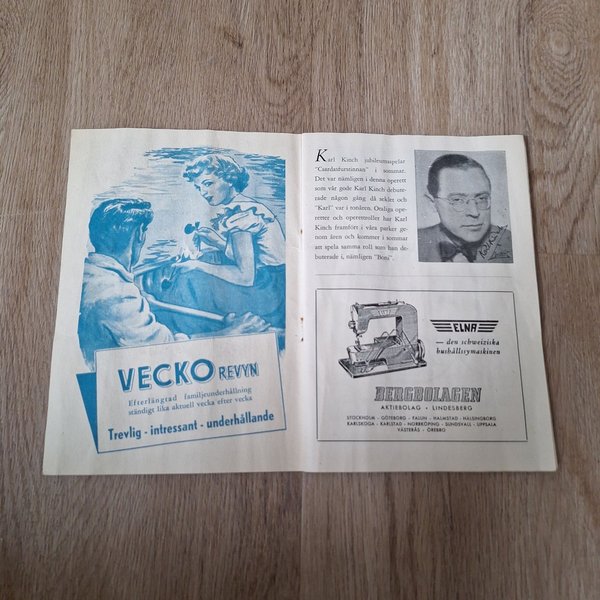 VECKO REVYN
Efterlängtad familjeunderhållning
ständigt lika aktuell vecka efter vecka
Trevlig - intressant - underhållande
Karl Kinch jubileumsspelar
"Czardasfurstinnan" i sommar.
Det var nämligen i denna operett
som vår gode Karl Kinch debute-
rade någon gång då seklet och
"Karl" var i tonåren. Otaliga ope-
retter och operettroller har Karl
Kinch framfört i våra parker ge-
nom åren och kommer i sommar
att spela samma roll som han de-
buterade i, nämligen "Boni".
ELNA
— den schweiziska
hushållssymaskinen
BERGBOLAGEN
AKTIEBOLAG • LINDESBERG
STOCKHOLM - GÖTEBORG - FALUN - HALMSTAD - HÄLSINGBORG
KARLSKOGA - KARLSTAD - NORRKÖPING - SUNDSVALL - UPPSALA
VÄSTERÅS - ÖREBRO